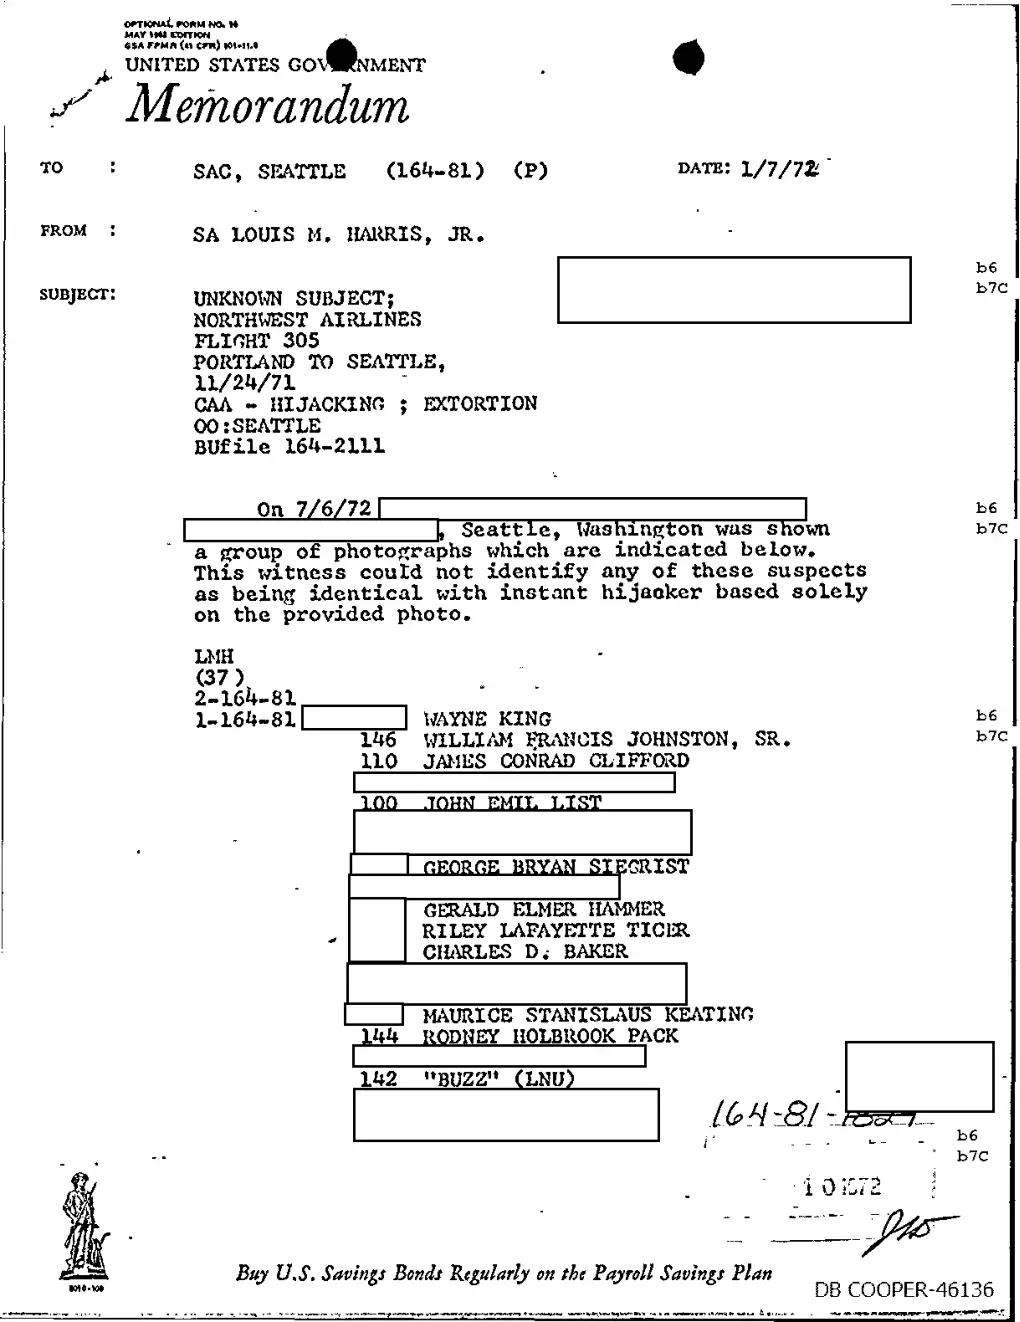 OPTIONAL FORM NO. 10
MAY 1962 EDITION
GSA FPMR (41 CFR) 101-11.6
UNITED STATES GOV NMENT
Memorandum
TO : SAC, SEATTLE (164-81) (P) DATE: 1/7/72
FROM : SA LOUIS M. HARRIS, JR.
b6
b7C
SUBJECT: UNKNOWN SUBJECT;
NORTHWEST AIRLINES
FLIGHT 305
PORTLAND TO SEATTLE,
11/24/71
CAA - HIJACKING ; EXTORTION
OO:SEATTLE
BUfile 164-2111
On 7/6/72
b6
, Seattle, Washington was shown
b7C
a group of photographs which are indicated below.
This witness could not identify any of these suspects
as being identical with instant hijacker based solely
on the provided photo.
LMH
(37)
2-164-81
1-164-81 WAYNE KING
b6
146 WILLIAM FRANCIS JOHNSTON, SR.
b7C
110 JAMES CONRAD CLIFFORD
100 JOHN EMIL LIST
GEORGE BRYAN SIEGRIST
GERALD ELMER HAMMER
RILEY LAFAYETTE TICER
CHARLES D. BAKER
MAURICE STANISLAUS KEATING
144 RODNEY HOLBROOK PACK
142 "BUZZ" (LNU)
164-81-1827
b6
b7C
10 1972
Buy U.S. Savings Bonds Regularly on the Payroll Savings Plan
5010-108
DB COOPER-46136